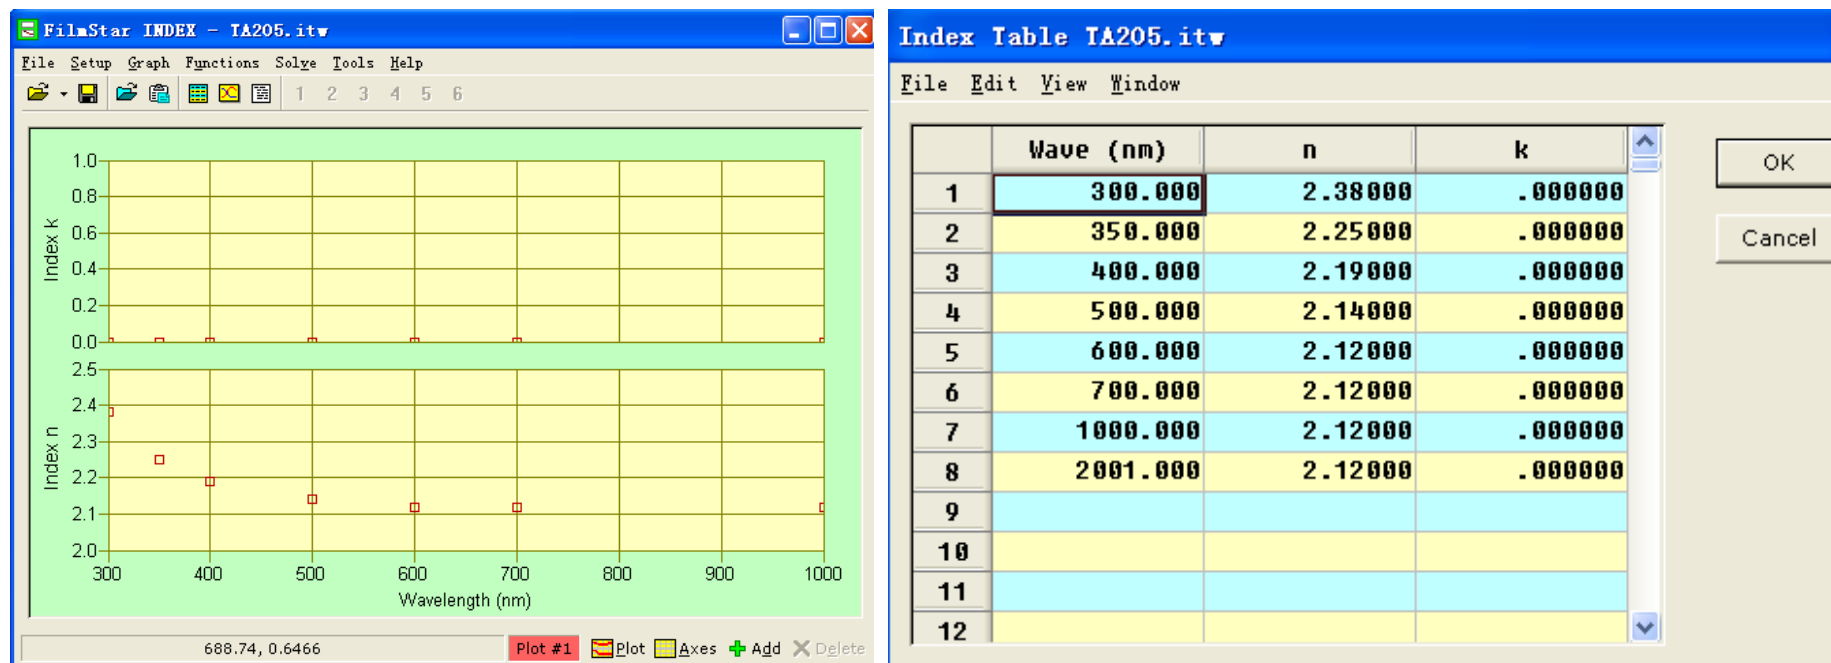 FilmStar INDEX - TA205.itw
File Setup Graph Functions Solve Tools Help
1 2 3 4 5 6
1.0
0.8
0.6
0.4
0.2
0.0
Index k
2.5
2.4
2.3
2.2
2.1
2.0
Index n
300 400 500 600 700 800 900 1000
Wavelength (nm)
688.74, 0.6466 Plot #1 Plot Axes Add Delete
Index Table TA205.itw
File Edit View Window
Wave (nm) n k
1 300.000 2.38000 .000000
2 350.000 2.25000 .000000
3 400.000 2.19000 .000000
4 500.000 2.14000 .000000
5 600.000 2.12000 .000000
6 700.000 2.12000 .000000
7 1000.000 2.12000 .000000
8 2001.000 2.12000 .000000
9
10
11
12
OK
Cancel